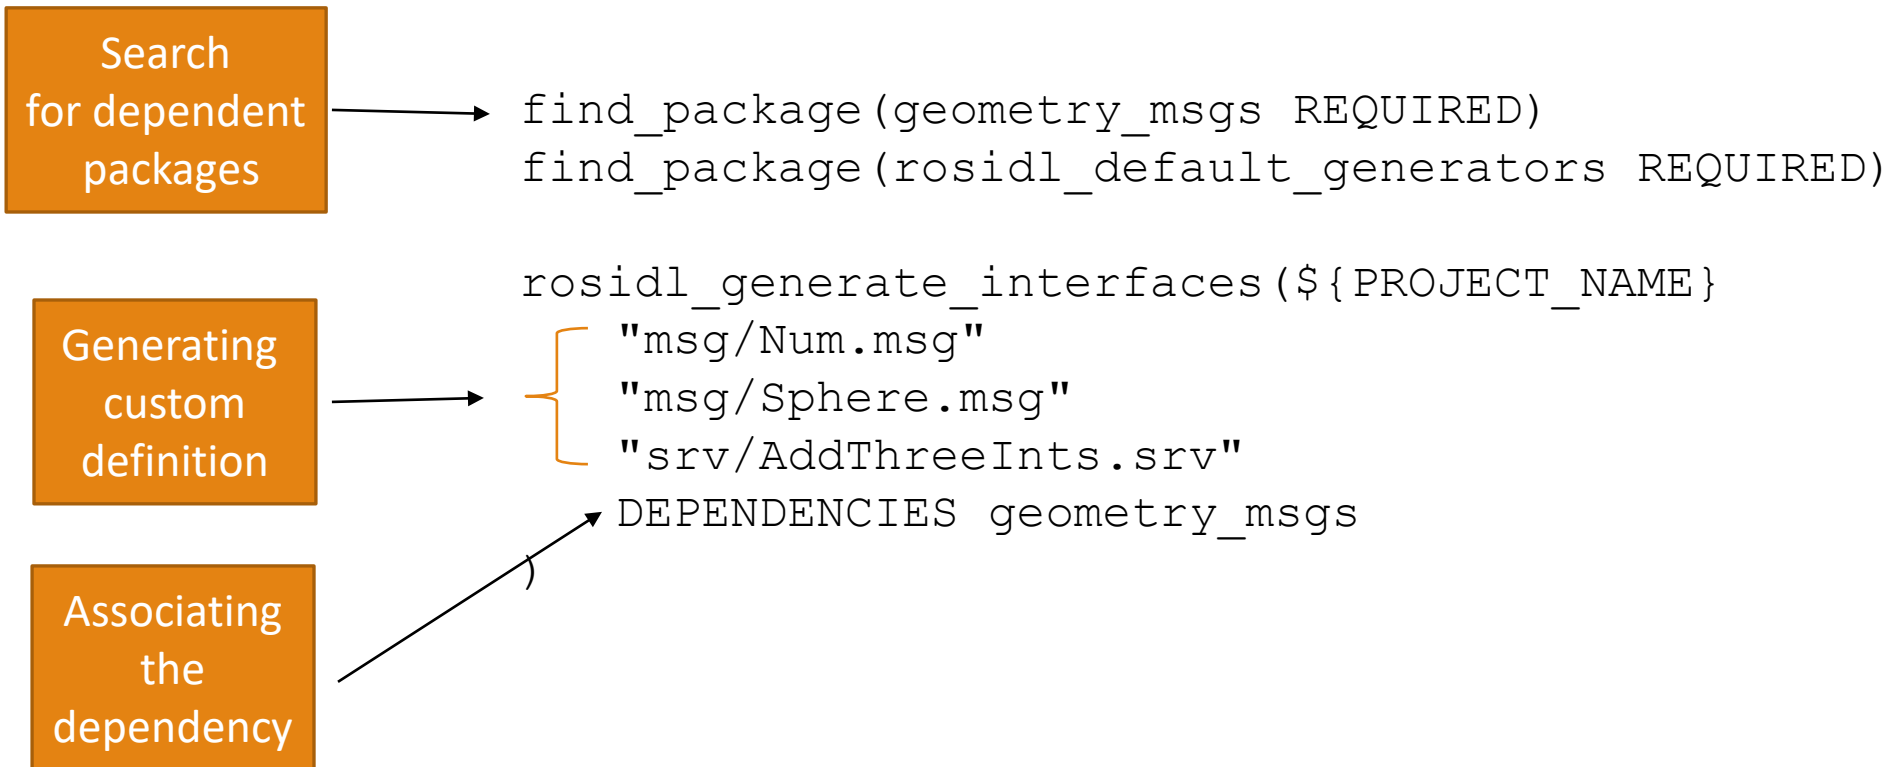 Search
for dependent
packages
find_package(geometry_msgs REQUIRED)
find_package(rosidl_default_generators REQUIRED)
rosidl_generate_interfaces(${PROJECT_NAME}
Generating
custom
definition
"msg/Num.msg"
"msg/Sphere.msg"
"srv/AddThreeInts.srv"
DEPENDENCIES geometry_msgs
)
Associating
the
dependency